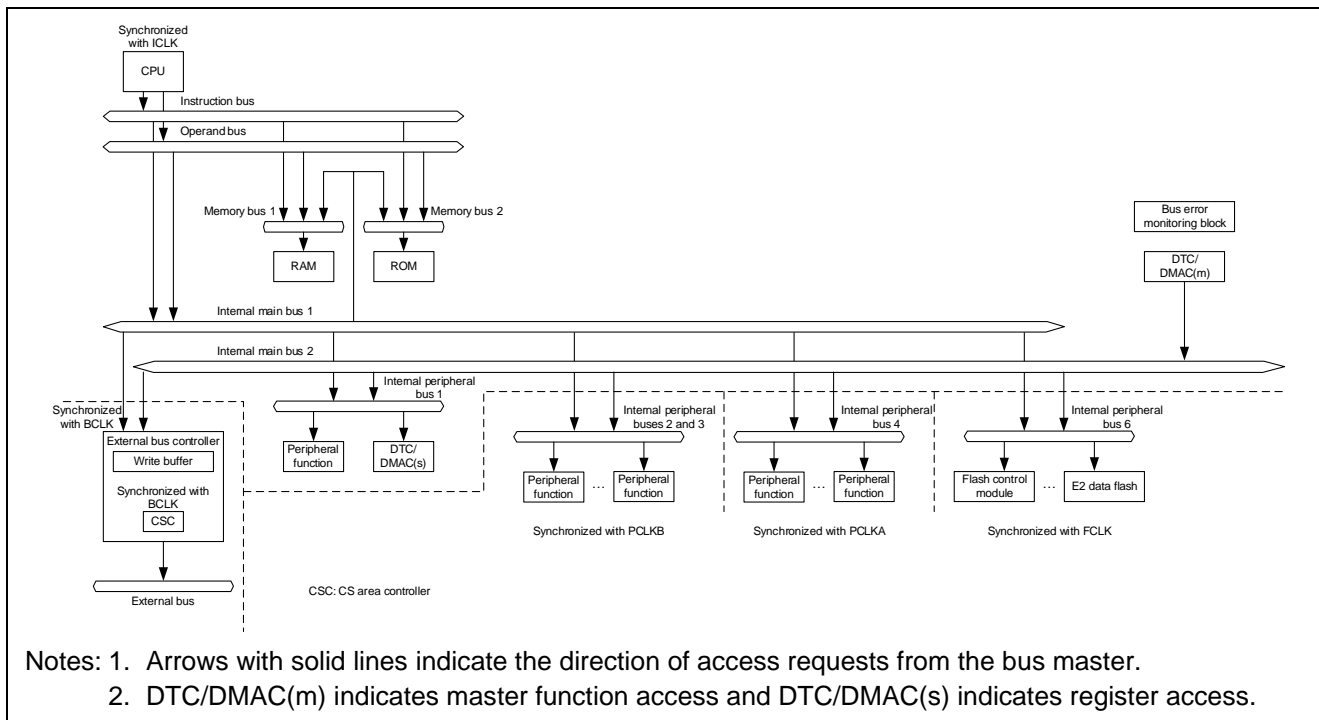 Synchronized
with ICLK
CPU
Instruction bus
Operand bus
Memory bus 1
Memory bus 2
Bus error
monitoring block
RAM
ROM
DTC/
DMAC(m)
Internal main bus 1
Internal main bus 2
Internal peripheral
bus 1
Synchronized
with BCLK
Internal peripheral
buses 2 and 3
Internal peripheral
bus 4
Internal peripheral
bus 6
External bus controller
Write buffer
Synchronized with
BCLK
CSC
Peripheral
function
DTC/
DMAC(s)
Peripheral
function
...
Peripheral
function
Peripheral
function
...
Peripheral
function
Flash control
module
...
E2 data flash
Synchronized with PCLKB
Synchronized with PCLKA
Synchronized with FCLK
CSC: CS area controller
External bus
Notes: 1. Arrows with solid lines indicate the direction of access requests from the bus master.
2. DTC/DMAC(m) indicates master function access and DTC/DMAC(s) indicates register access.